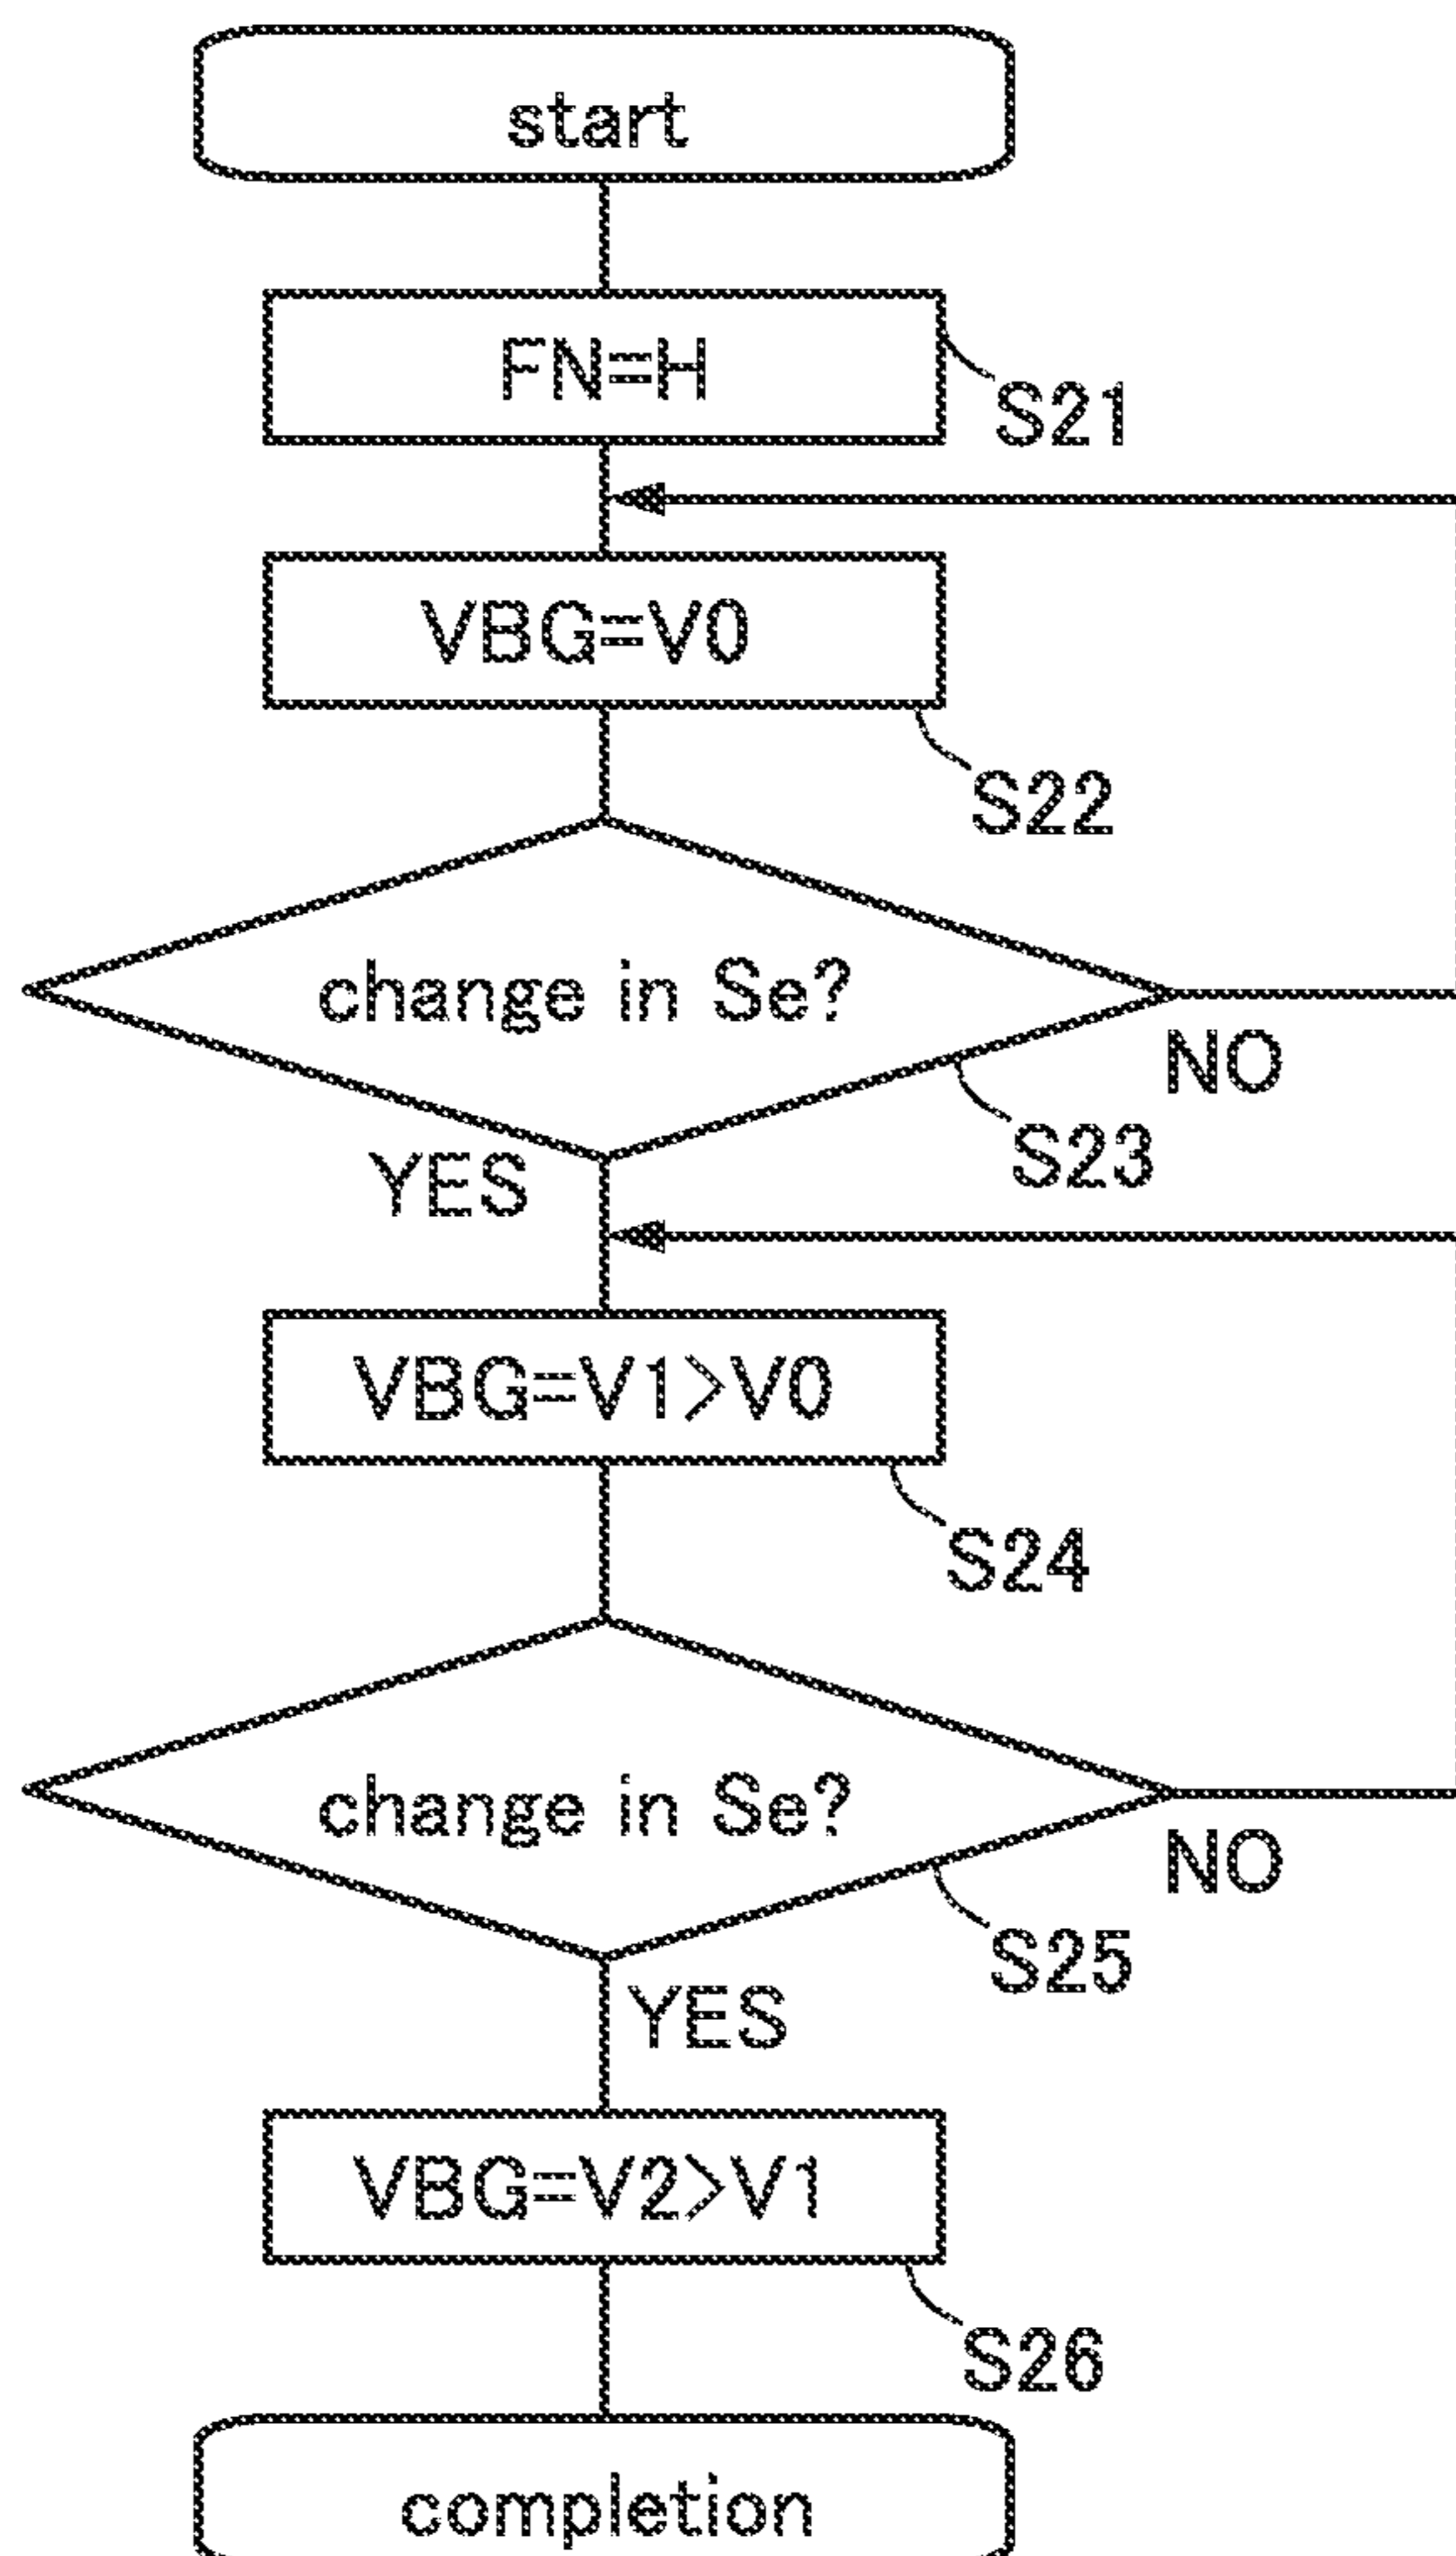 start
FN=H
S21
VBG=V0
S22
change in Se?
NO
S23
YES
VBG=V1>V0
S24
change in Se?
NO
S25
YES
VBG=V2>V1
S26
completion